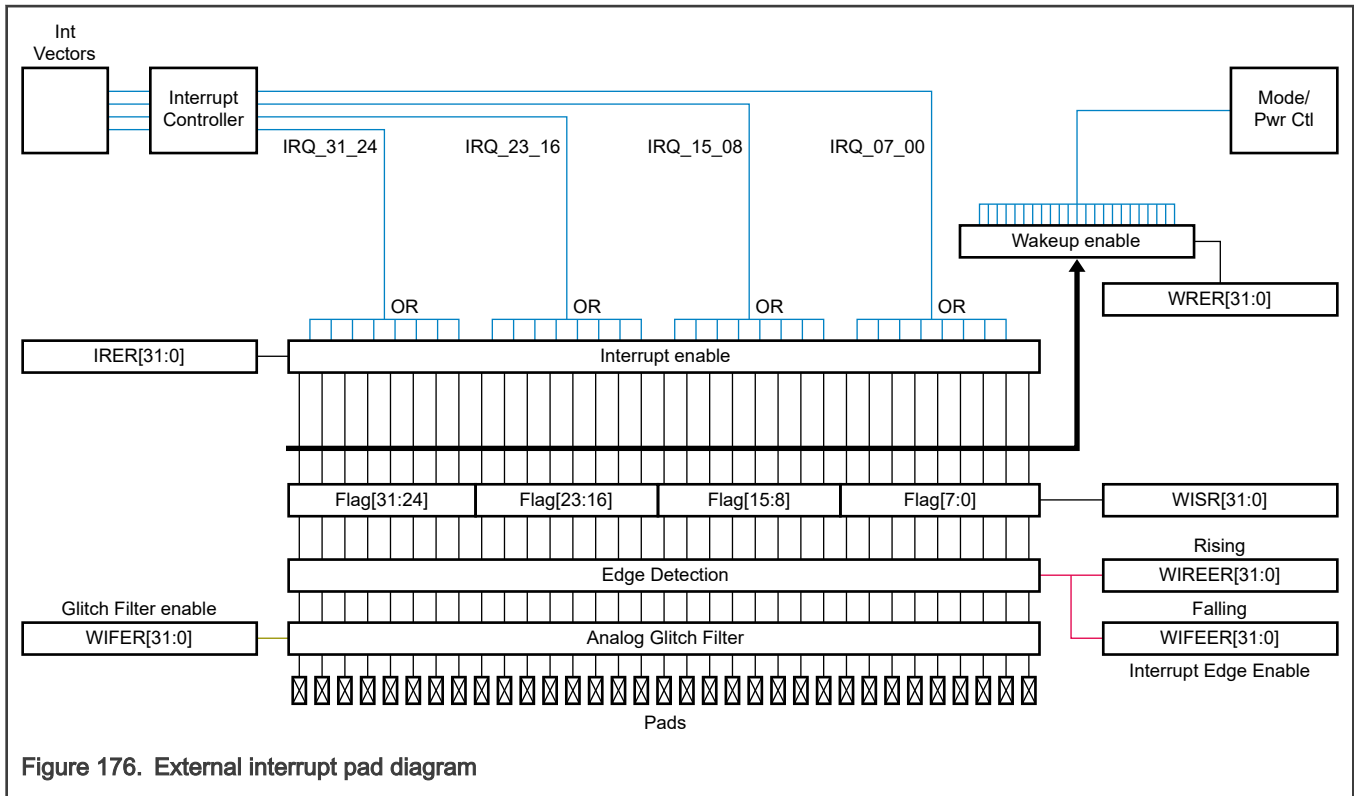 Int
Vectors
Interrupt
Controller
Mode/
Pwr Ctl
IRQ_31_24
IRQ_23_16
IRQ_15_08
IRQ_07_00
Wakeup enable
WRER[31:0]
OR
OR
OR
OR
IRER[31:0]
Interrupt enable
Flag[31:24]
Flag[23:16]
Flag[15:8]
Flag[7:0]
WISR[31:0]
Rising
Edge Detection
WIREER[31:0]
Glitch Filter enable
Falling
WIFER[31:0]
Analog Glitch Filter
WIFEER[31:0]
Interrupt Edge Enable
Pads
Figure 176. External interrupt pad diagram